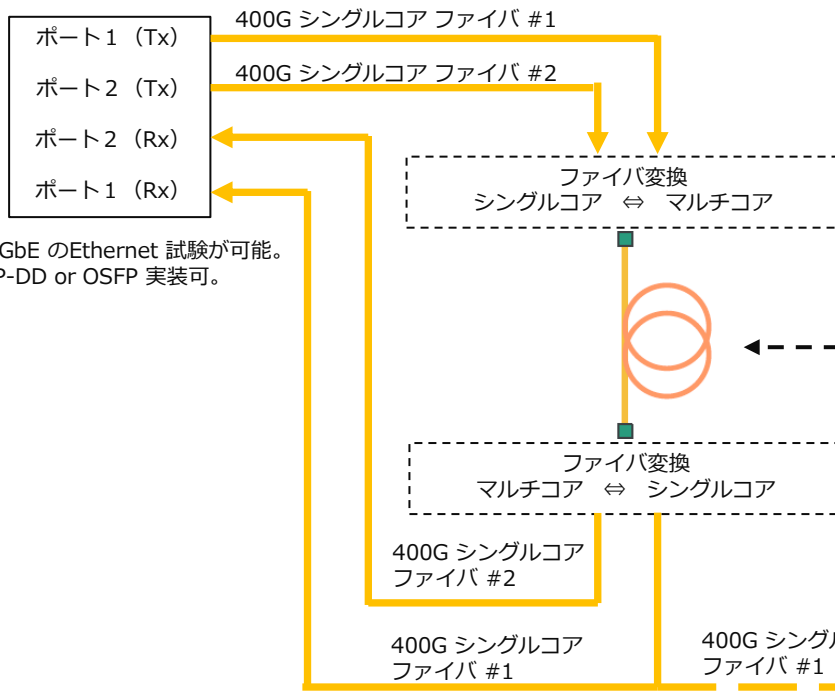 400G シングルコア ファイバ #1
ポート1（Tx）
400G シングルコア ファイバ #2
ポート2（Tx）
ポート2（Rx）
ポート1（Rx）
ファイバ変換
シングルコア ⇔ マルチコア
GbE のEthernet 試験が可能。
P-DD or OSFP 実装可。
ファイバ変換
マルチコア ⇔ シングルコア
400G シングルコア
ファイバ #2
400G シングルコア
ファイバ #1
400G シングル
ファイバ #1